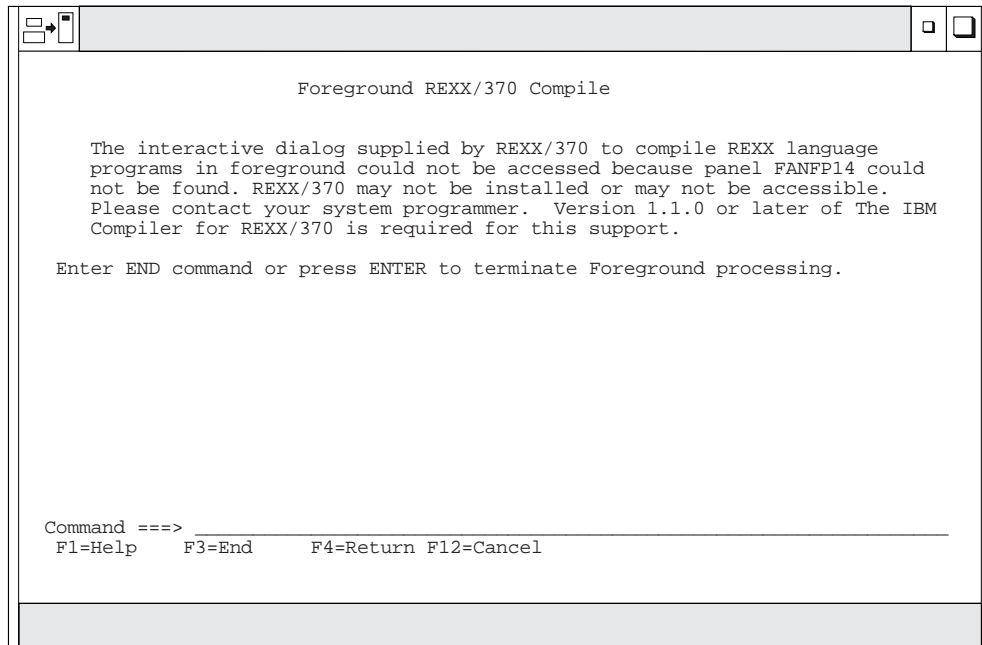 Foreground REXX/370 Compile
The interactive dialog supplied by REXX/370 to compile REXX language
programs in foreground could not be accessed because panel FANFP14 could
not be found. REXX/370 may not be installed or may not be accessible.
Please contact your system programmer.  Version 1.1.0 or later of The IBM
Compiler for REXX/370 is required for this support.
Enter END command or press ENTER to terminate Foreground processing.
Command ===>
F1=Help    F3=End     F4=Return F12=Cancel